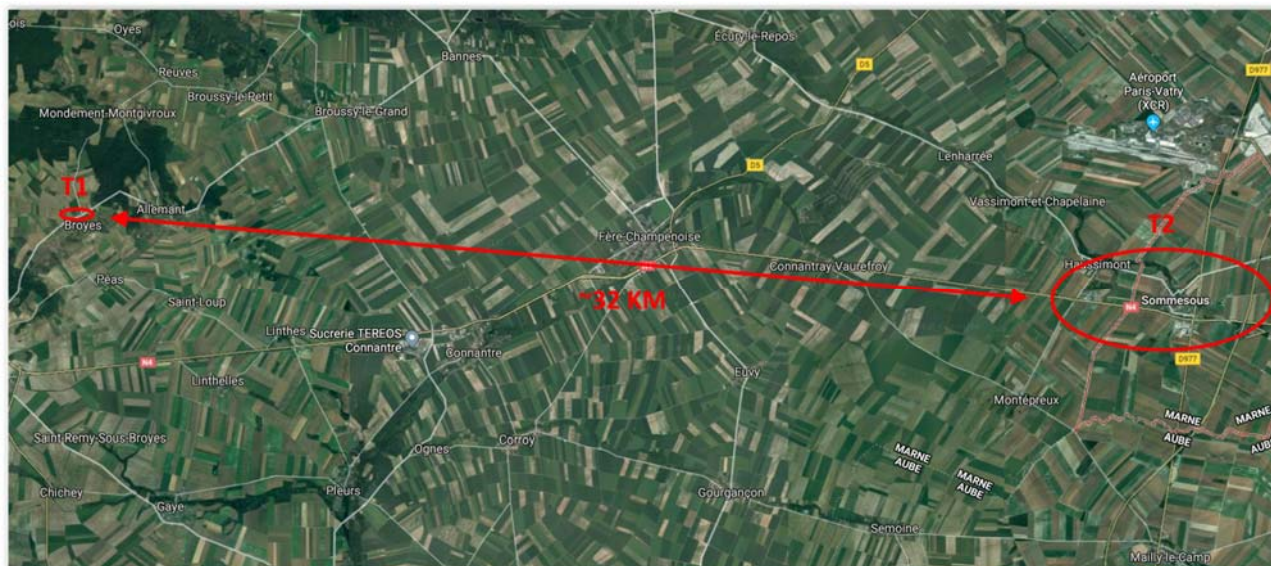 Oyes
Reuves
Bannes
Écury-le-Repos
D5
D977
Broussy-le-Petit
Aéroport
Paris-Vatry
(XCR)
Mondement-Montgivroux
Broussy-le-Grand
D5
Lenharrée
T1
Allemant
Vassimont-et-Chapelaine
T2
Broyes
Fère-Champenoise
Connantray-Vaurefroy
Haussimont
Péas
~32 KM
Sommesous
Saint-Loup
N4
Linthes
Sucrerie TEREOS
Connantre
Connantre
N4
D977
Linthelles
Euvy
Montépreux
MARNE
AUBE
MARNE
AUBE
Saint-Remy-Sous-Broyes
Corroy
Ognes
MARNE
AUBE
MARNE
AUBE
Chichey
Pleurs
Gourgançon
Gaye
Semoine
Mailly-le-Camp